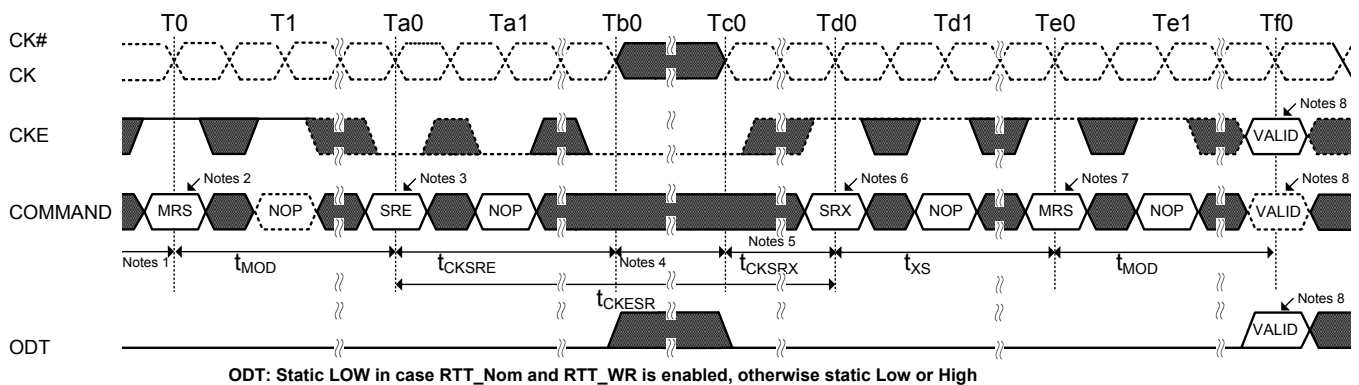 T0 T1 Ta0 Ta1 Tb0 Tc0 Td0 Td1 Te0 Te1 Tf0
CK#
CK
Notes 8
CKE VALID
Notes 2 Notes 3 Notes 6 Notes 7 Notes 8
COMMAND MRS NOP SRE NOP SRX NOP MRS NOP VALID
Notes 1 tMOD tCKSRE Notes 4 Notes 5 tCKSRX tXS tMOD
tCKESR
Notes 8
ODT VALID
ODT: Static LOW in case RTT_Nom and RTT_WR is enabled, otherwise static Low or High